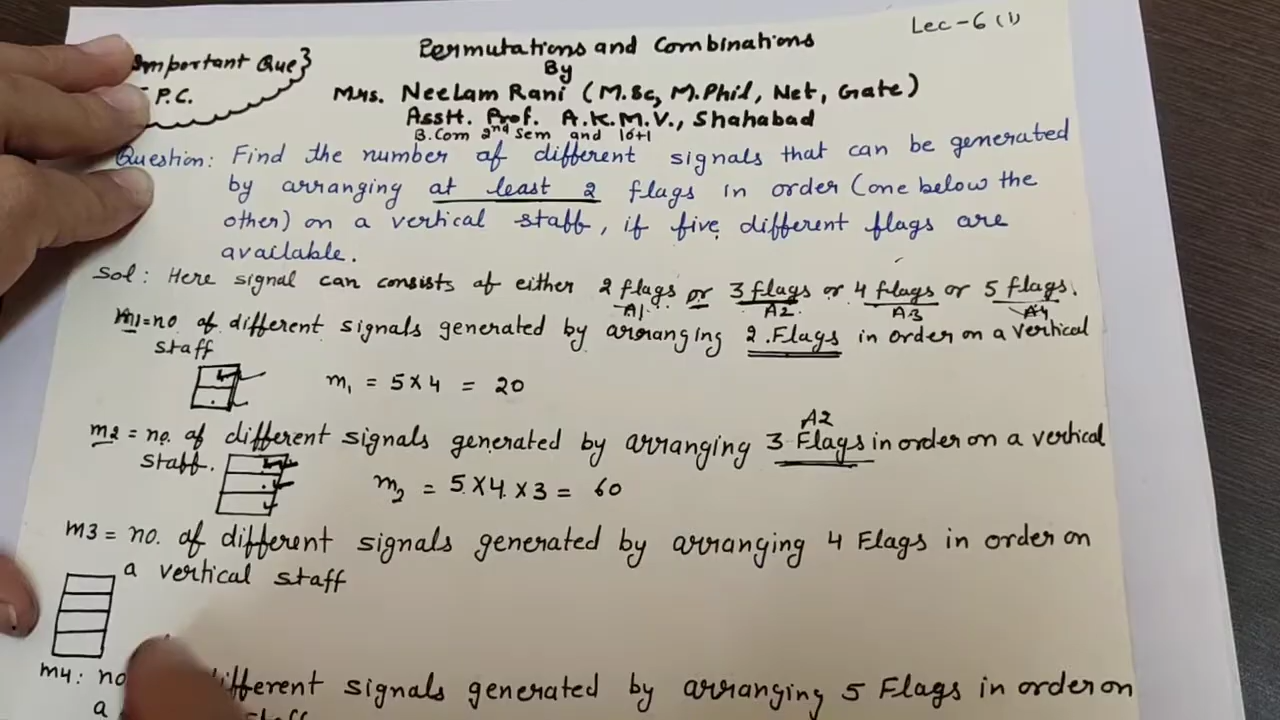 Lec-6(1)
Important Que}
P.C.
Permutations and Combinations
By
Mrs. Neelam Rani (M.Sc, M.Phil, Net, Gate)
Asstt. Prof. A.K.M.V., Shahabad
B.Com 2nd Sem and 10+1
Question: Find the number of different signals that can be generated
by arranging at least 2 flags in order (one below the
other) on a vertical staff, if five different flags are
available.
Sol: Here signal can consists of either 2 flags or 3 flags or 4 flags or 5 flags.
A1 A2 A3 A4
m1 = no of different signals generated by arranging 2 Flags in order on a vertical
staff
m1 = 5×4 = 20
A2
m2 = no. of different signals generated by arranging 3 Flags in order on a vertical
staff.
m2 = 5×4×3 = 60
m3 = no. of different signals generated by arranging 4 Flags in order on
a vertical staff
m4: no different signals generated by arranging 5 Flags in order on
a staff